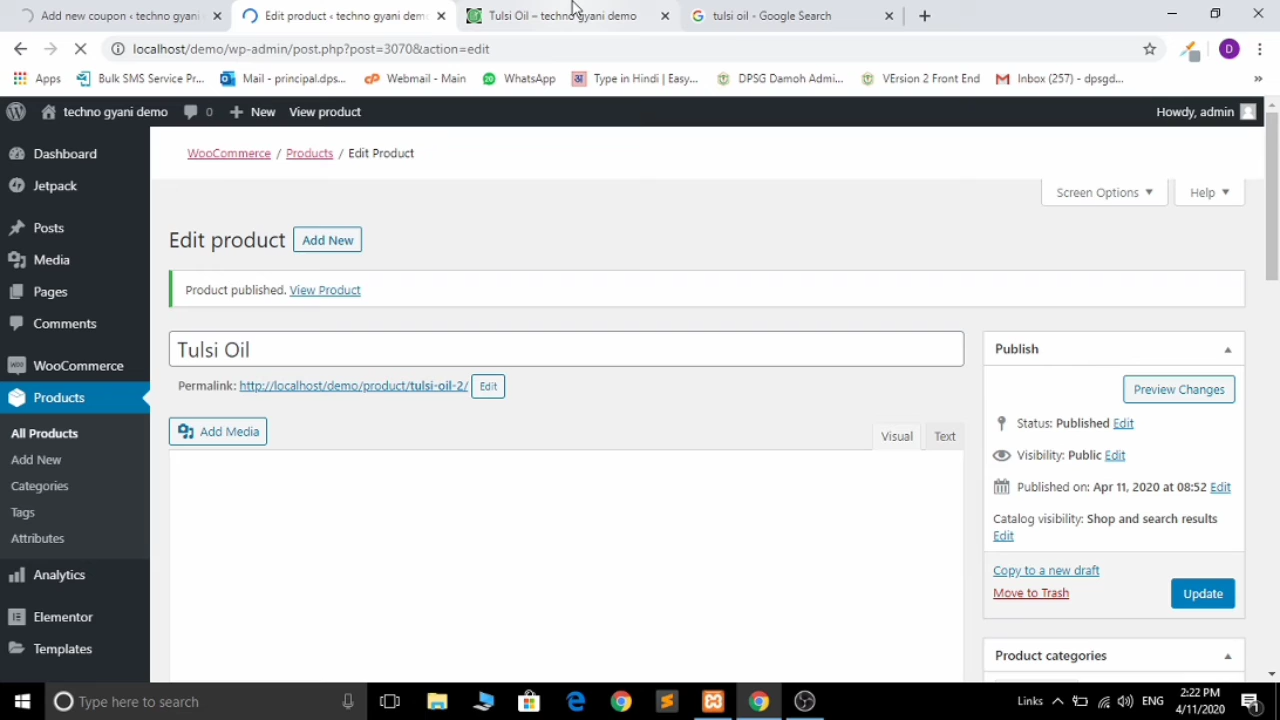 Add new coupon ‹ techno gyani
Edit product ‹ techno gyani dem
Tulsi Oil – techno gyani demo
tulsi oil - Google Search
localhost/demo/wp-admin/post.php?post=3070&action=edit
D
Apps
Bulk SMS Service Pr...
Mail - principal.dps...
Webmail - Main
WhatsApp
Type in Hindi | Easy...
DPSG Damoh Admi...
VErsion 2 Front End
Inbox (257) - dpsgd...
»
techno gyani demo
0
New
View product
Howdy, admin
Dashboard
Jetpack
Posts
Media
Pages
Comments
WooCommerce
Products
All Products
Add New
Categories
Tags
Attributes
Analytics
Elementor
Templates
WooCommerce / Products / Edit Product
Screen Options
Help
Edit product
Add New
Product published. View Product
Tulsi Oil
Permalink: http://localhost/demo/product/tulsi-oil-2/
Edit
Add Media
Visual
Text
Publish
Preview Changes
Status: Published Edit
Visibility: Public Edit
Published on: Apr 11, 2020 at 08:52 Edit
Catalog visibility: Shop and search results
Edit
Copy to a new draft
Move to Trash
Update
Product categories
Type here to search
Links
ENG
2:22 PM
4/11/2020
1